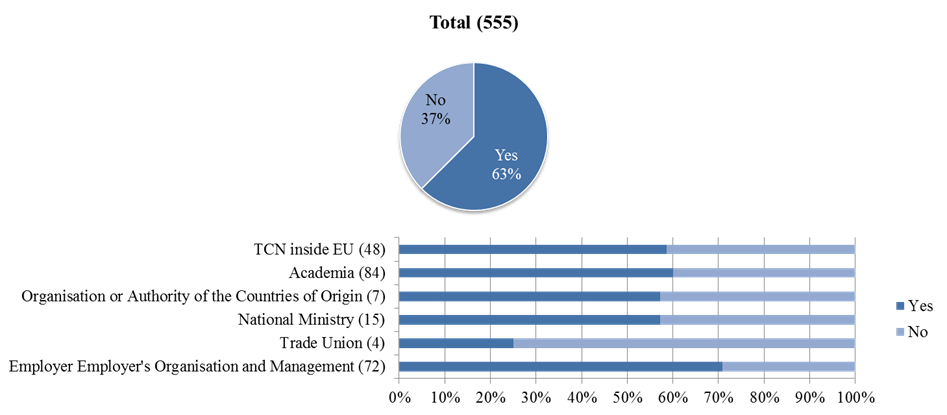 Total (555)
No
37%
Yes
63%
TCN inside EU (48)
Academia (84)
Organisation or Authority of the Countries of Origin (7)
National Ministry (15)
Trade Union (4)
Employer Employer's Organisation and Management (72)
Yes
No
0% 10% 20% 30% 40% 50% 60% 70% 80% 90% 100%